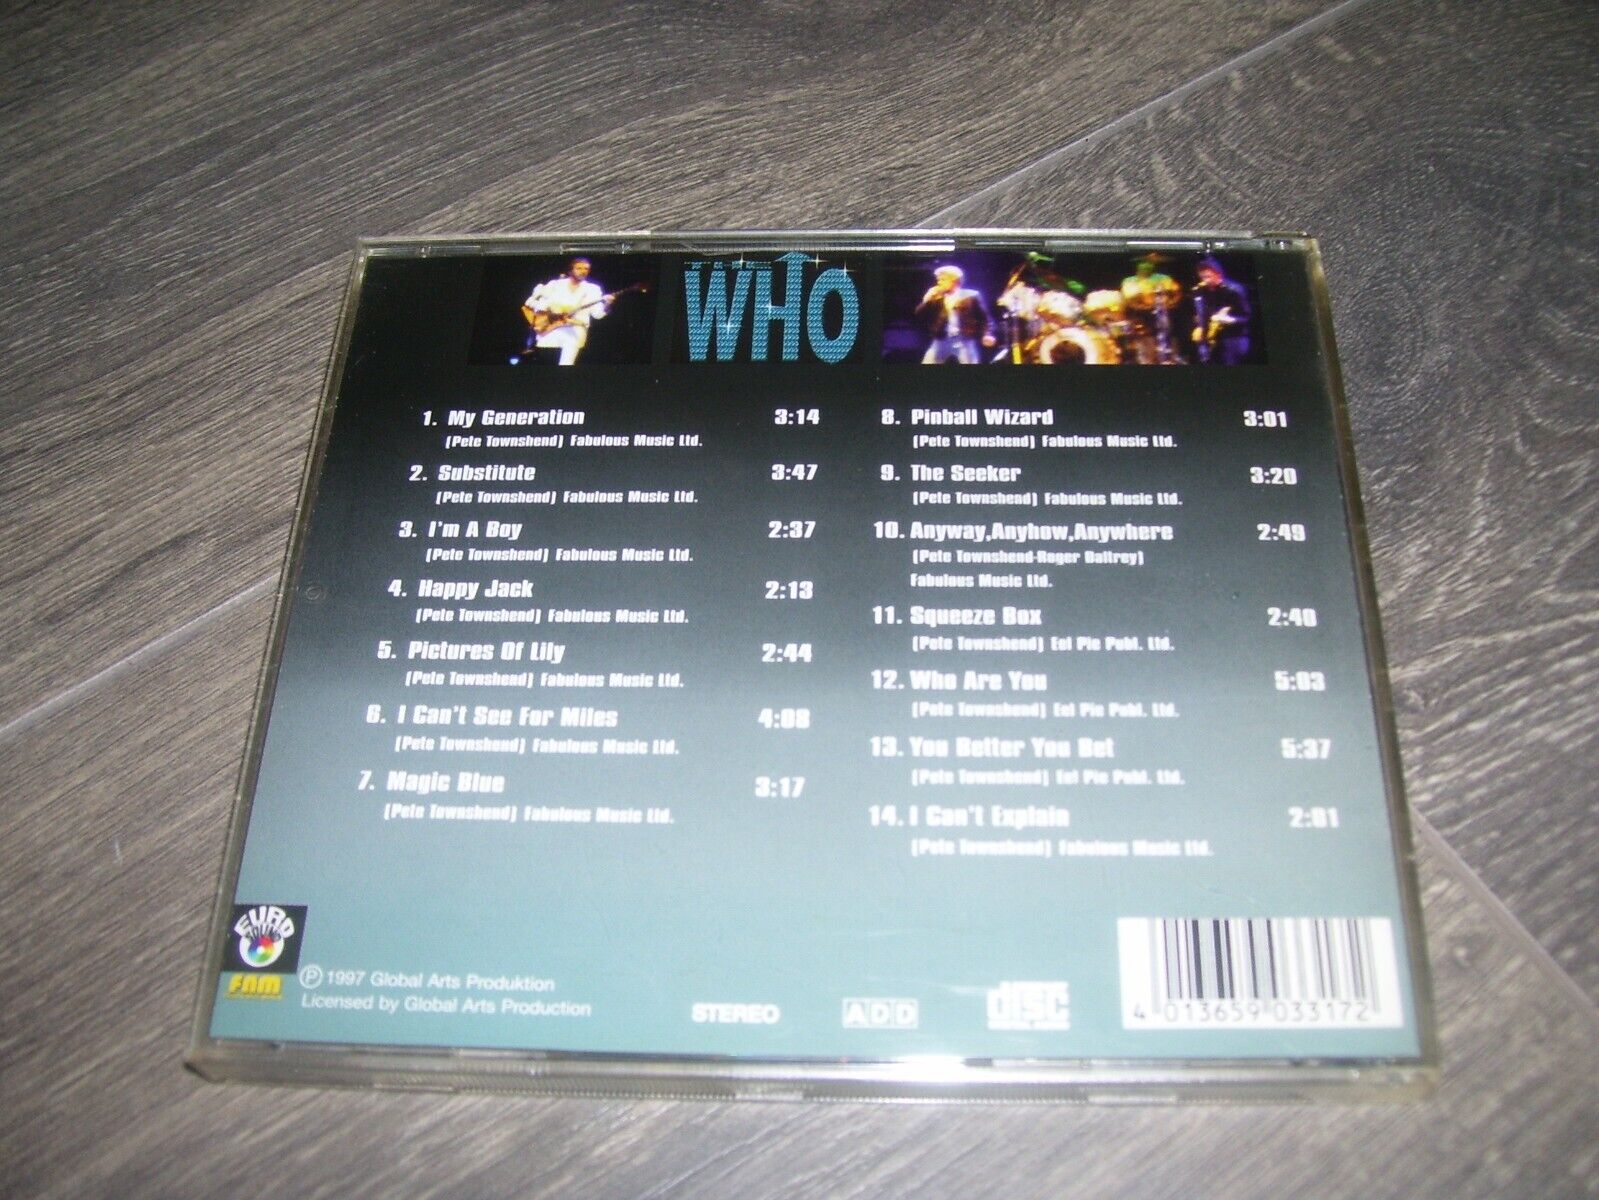 THE WHO
1. My Generation 3:14
(Pete Townshend) Fabulous Music Ltd.
2. Substitute 3:47
(Pete Townshend) Fabulous Music Ltd.
3. I'm A Boy 2:37
(Pete Townshend) Fabulous Music Ltd.
4. Happy Jack 2:13
(Pete Townshend) Fabulous Music Ltd.
5. Pictures Of Lily 2:44
(Pete Townshend) Fabulous Music Ltd.
6. I Can't See For Miles 4:08
(Pete Townshend) Fabulous Music Ltd.
7. Magic Blue 3:17
(Pete Townshend) Fabulous Music Ltd.
8. Pinball Wizard 3:01
(Pete Townshend) Fabulous Music Ltd.
9. The Seeker 3:20
(Pete Townshend) Fabulous Music Ltd.
10. Anyway,Anyhow,Anywhere 2:49
(Pete Townshend-Roger Daltrey)
Fabulous Music Ltd.
11. Squeeze Box 2:40
(Pete Townshend) Eel Pie Publ. Ltd.
12. Who Are You 5:03
(Pete Townshend) Eel Pie Publ. Ltd.
13. You Better You Bet 5:37
(Pete Townshend) Eel Pie Publ. Ltd.
14. I Can't Explain 2:01
(Pete Townshend) Fabulous Music Ltd.
EURO
SOUND
FNM
℗ 1997 Global Arts Produktion
Licensed by Global Arts Production
STEREO
ADD
disc
4 013659 033172